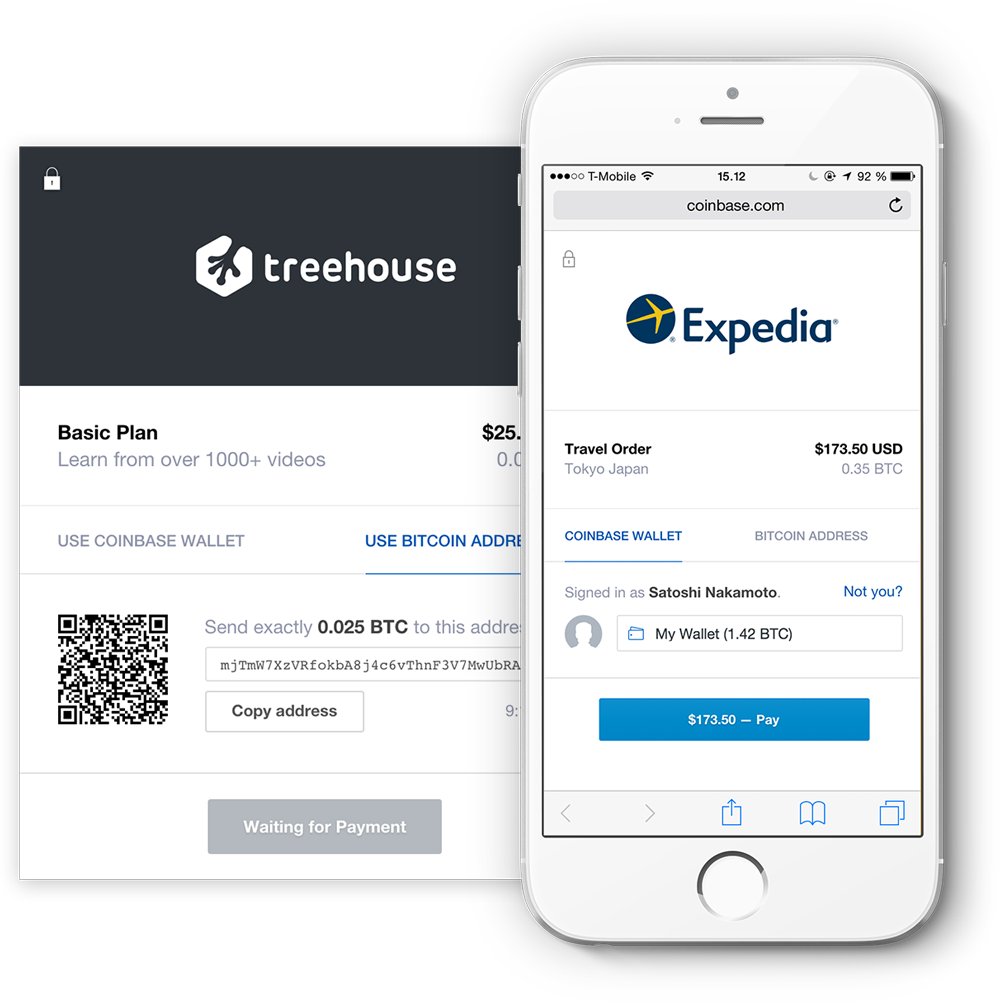 treehouse
Basic Plan
$25.
Learn from over 1000+ videos
0.0
USE COINBASE WALLET
USE BITCOIN ADDRE
Send exactly 0.025 BTC to this addre
mjTmW7XzVRfokbA8j4c6vThnF3V7MwUbRA
Copy address
9:
Waiting for Payment
T-Mobile
15.12
92 %
coinbase.com
Expedia®
Travel Order
$173.50 USD
Tokyo Japan
0.35 BTC
COINBASE WALLET
BITCOIN ADDRESS
Signed in as Satoshi Nakamoto.
Not you?
My Wallet (1.42 BTC)
$173.50 — Pay